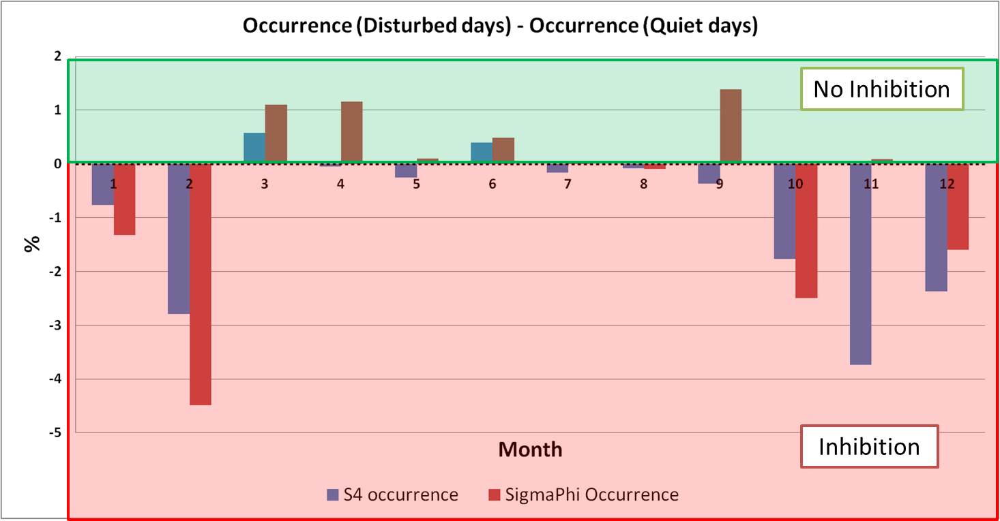 Occurrence (Disturbed days) - Occurrence (Quiet days)
2
No Inhibition
1
0
1 2 3 4 5 6 7 8 9 10 11 12
-1
%
-2
-3
-4
-5
Month
Inhibition
S4 occurrence SigmaPhi Occurrence